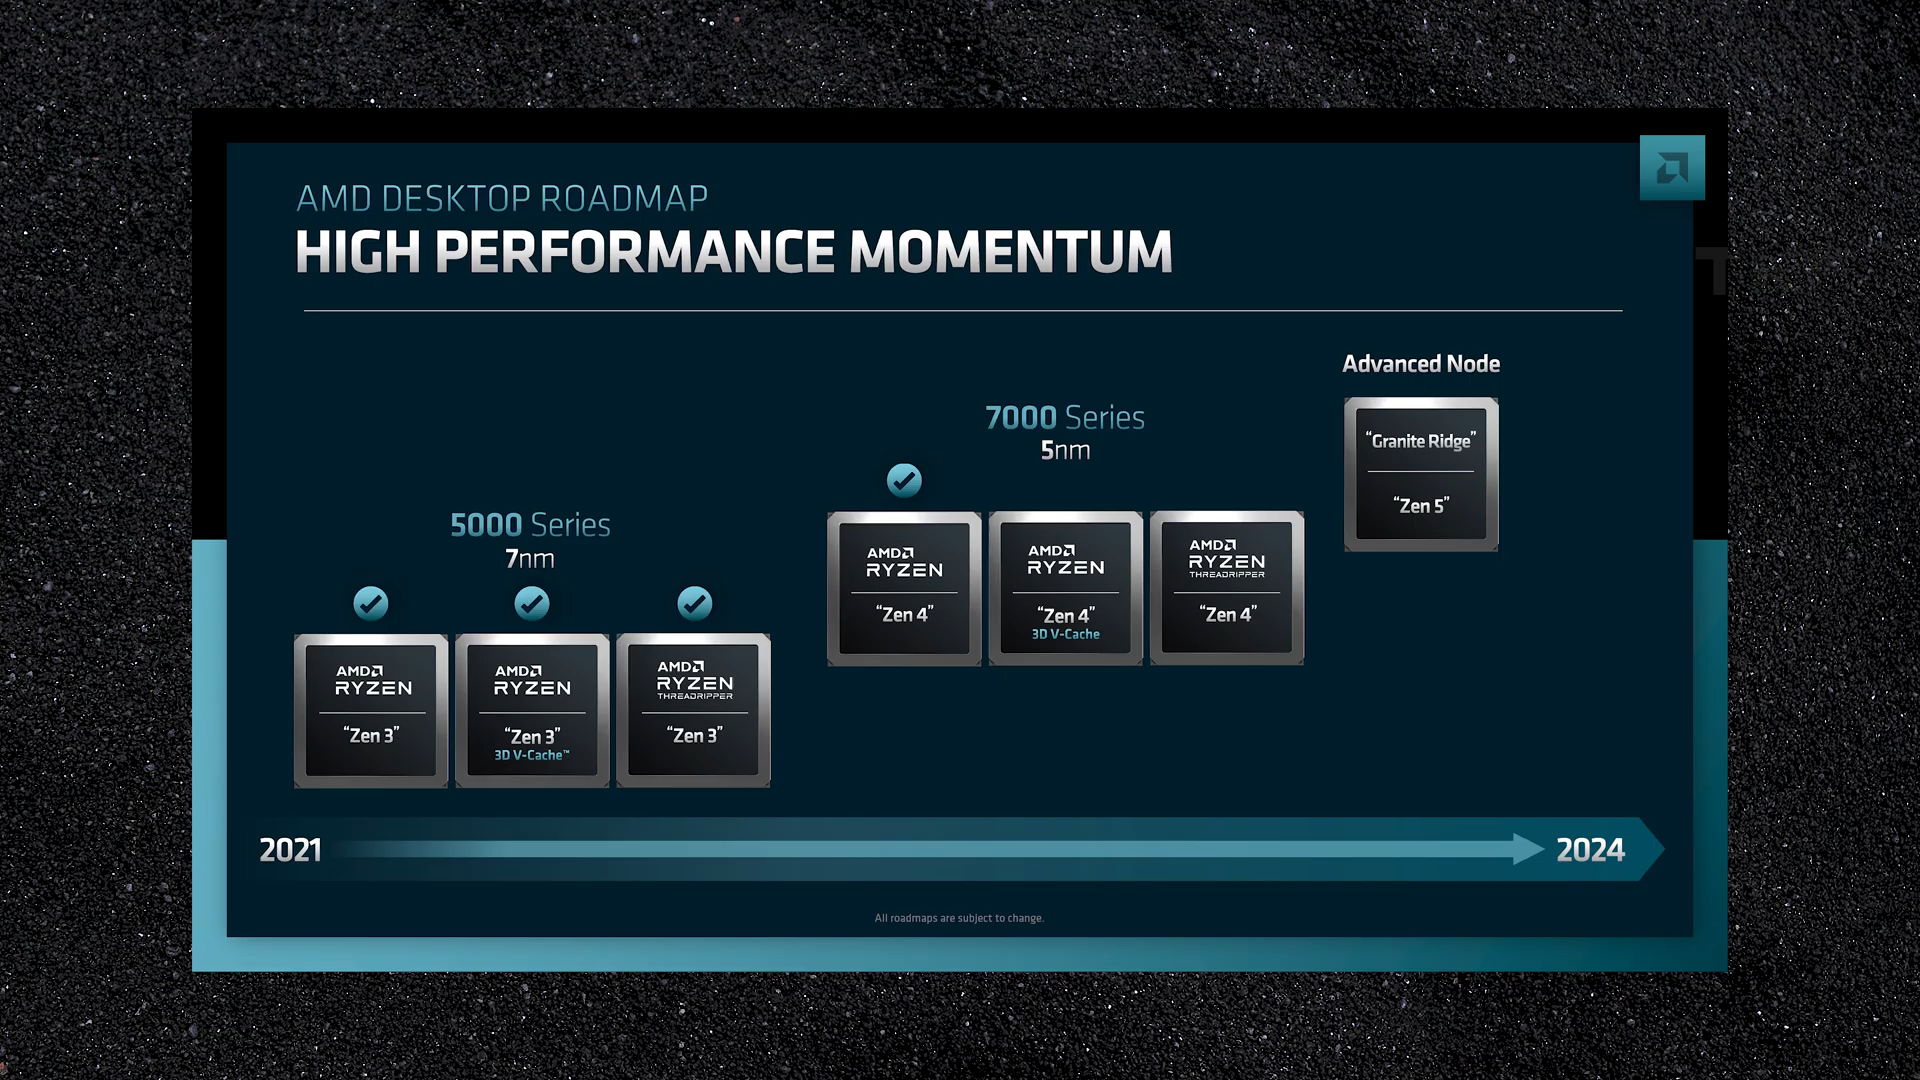 AMD DESKTOP ROADMAP
HIGH PERFORMANCE MOMENTUM
T
Advanced Node
“Granite Ridge”
“Zen 5”
7000 Series
5nm
AMD
RYZEN
“Zen 4”
AMD
RYZEN
“Zen 4”
3D V-Cache
AMD
RYZEN
THREADRIPPER
“Zen 4”
5000 Series
7nm
AMD
RYZEN
“Zen 3”
AMD
RYZEN
“Zen 3”
3D V-Cache™
AMD
RYZEN
THREADRIPPER
“Zen 3”
2021
2024
All roadmaps are subject to change.